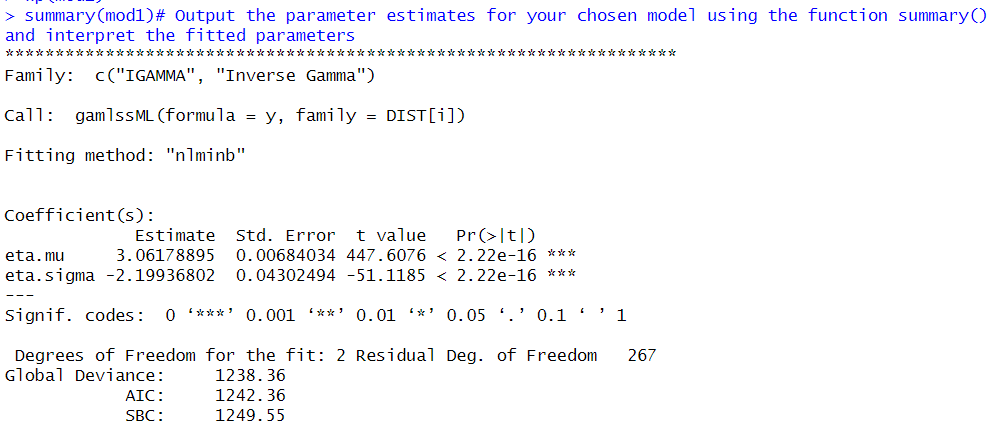 > summary(mod1)# Output the parameter estimates for your chosen model using the function summary()
and interpret the fitted parameters
*******************************************************************
Family:  c("IGAMMA", "Inverse Gamma")
Call:  gamlssML(formula = y, family = DIST[i])
Fitting method: "nlminb"
Coefficient(s):
             Estimate  Std. Error  t value   Pr(>|t|)
eta.mu     3.06178895  0.00684034 447.6076 < 2.22e-16 ***
eta.sigma -2.19936802  0.04302494 -51.1185 < 2.22e-16 ***
---
Signif. codes:  0 ‘***’ 0.001 ‘**’ 0.01 ‘*’ 0.05 ‘.’ 0.1 ‘ ’ 1
 Degrees of Freedom for the fit: 2 Residual Deg. of Freedom   267
Global Deviance:     1238.36
            AIC:     1242.36
            SBC:     1249.55